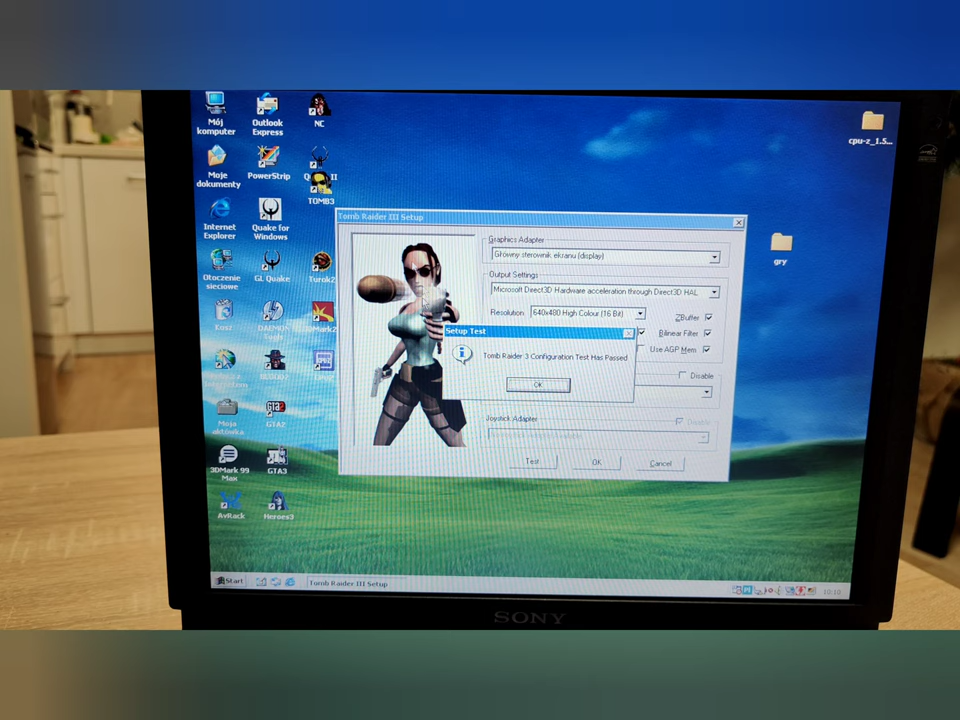 Mój
komputer
Outlook
Express
NC
cpu-z_1.5...
Moje
dokumenty
PowerStrip
TOMB3
Internet
Explorer
Quake for
Windows
gry
Otoczenie
sieciowe
GL Quake
Turok2
Kosz
Moja
aktówka
GTA2
3DMark 99
Max
GTA3
AvRack
Heroes3
Tomb Raider III Setup
Graphics Adapter
Główny sterownik ekranu (display)
Output Settings
Microsoft Direct3D Hardware acceleration through Direct3D HAL
Resolution
640x480 High Colour (16 Bit)
ZBuffer
Bilinear Filter
Use AGP Mem
Setup Test
Tomb Raider 3 Configuration Test Has Passed
OK
Disable
Joystick Adapter
Disable
Test
OK
Cancel
Start
Tomb Raider III Setup
SONY